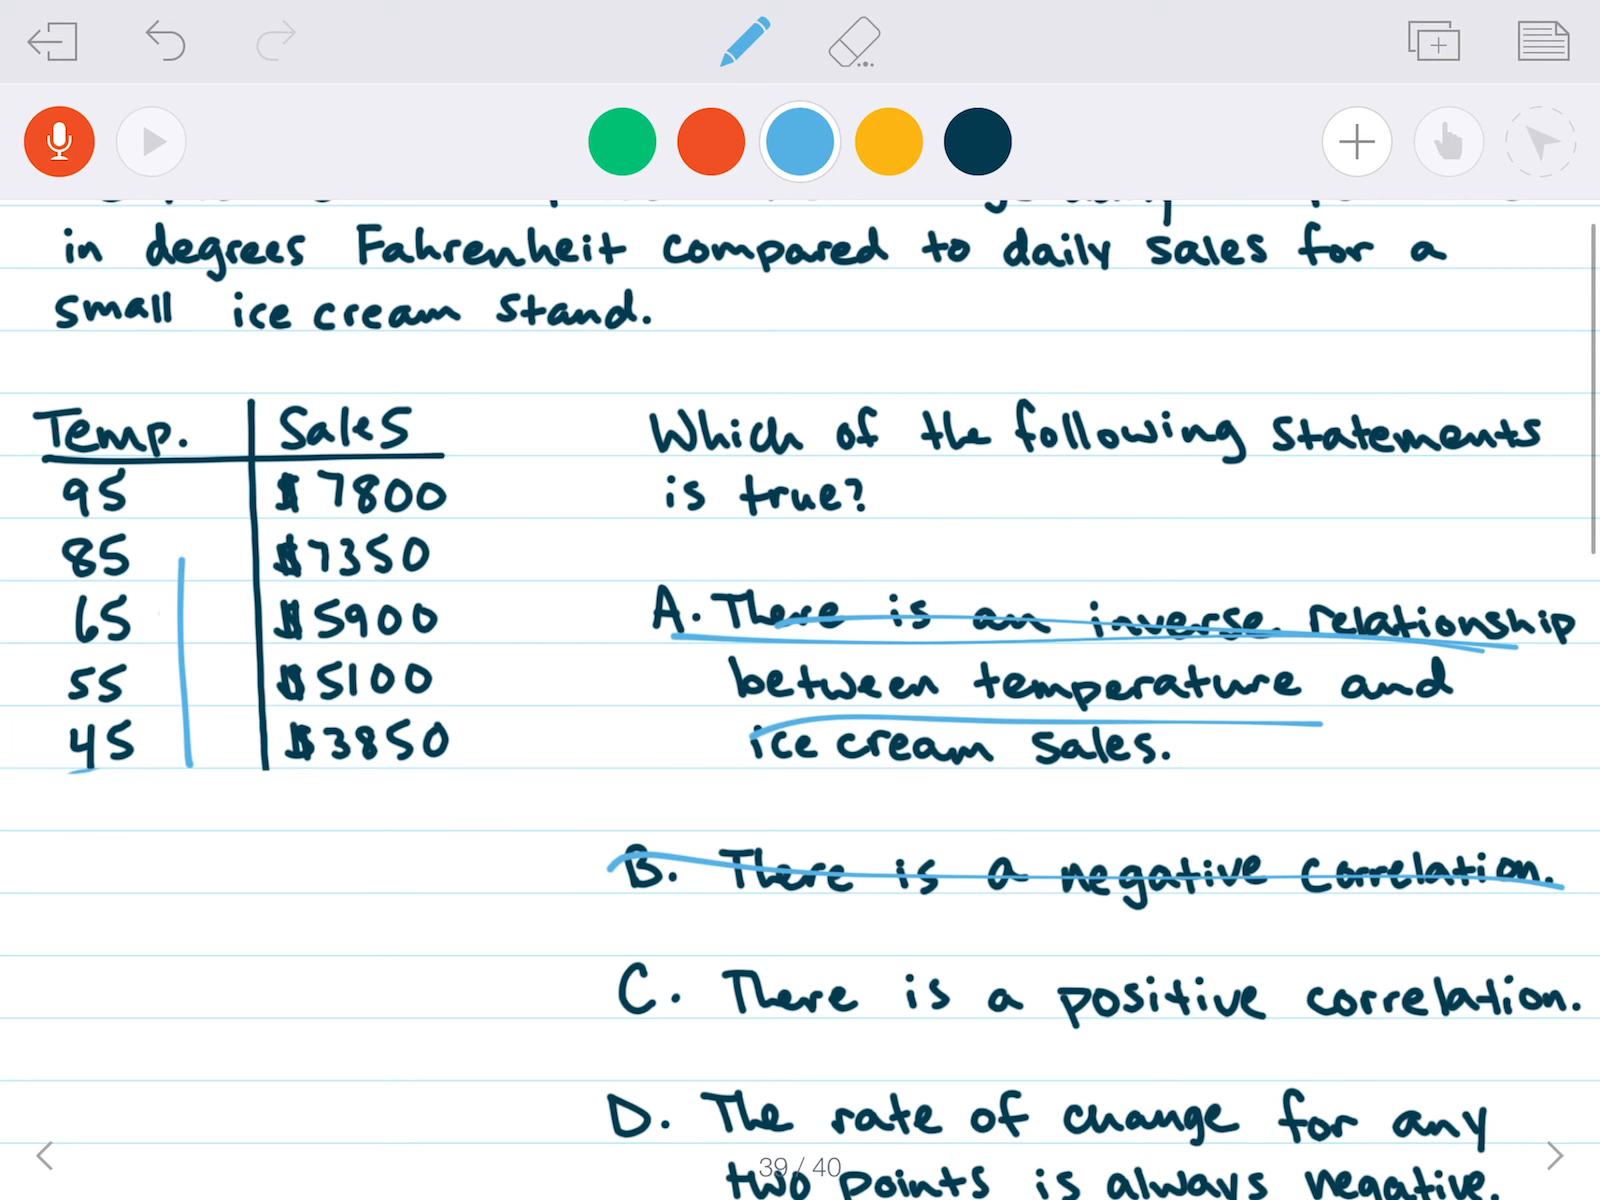 in degrees Fahrenheit compared to daily sales for a
small ice cream stand.
Temp. Sales
95 $7800
85 $7350
65 $5900
55 $5100
45 $3850
Which of the following statements
is true?
A. There is an inverse relationship
between temperature and
ice cream sales.
B. There is a negative correlation.
C. There is a positive correlation.
D. The rate of change for any
two points is always negative.
39 / 40